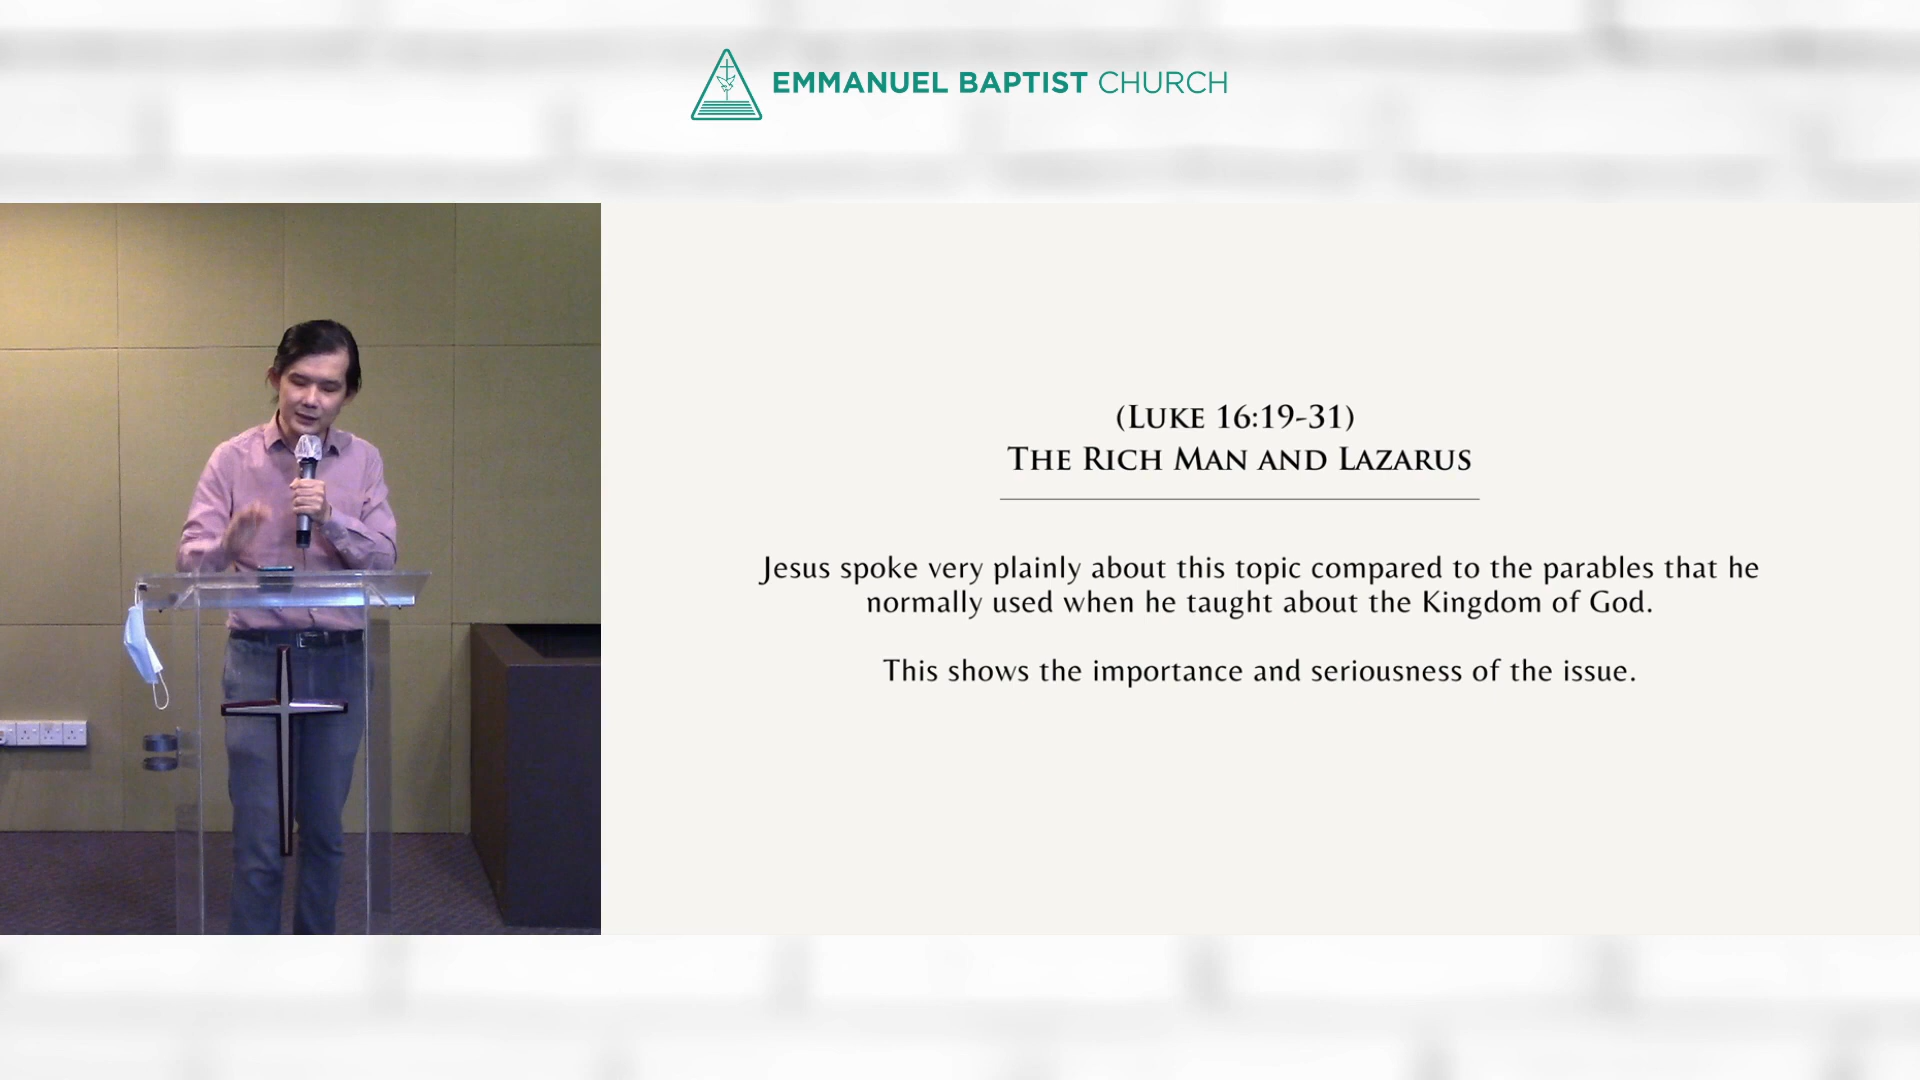 EMMANUEL BAPTIST CHURCH
(LUKE 16:19-31)
THE RICH MAN AND LAZARUS
Jesus spoke very plainly about this topic compared to the parables that he
normally used when he taught about the Kingdom of God.
This shows the importance and seriousness of the issue.